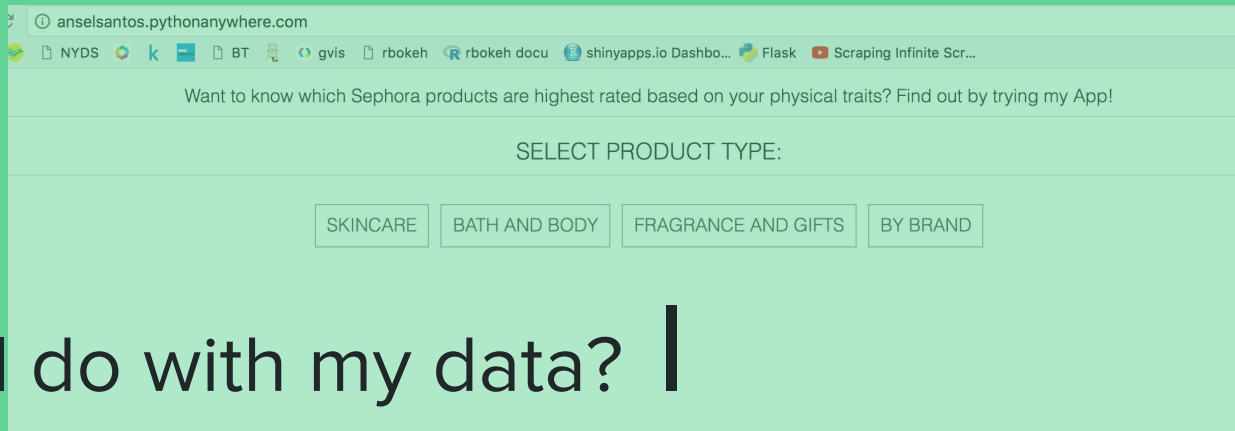 anselsantos.pythonanywhere.com
NYDS k BT gvis rbokeh rbokeh docu shinyapps.io Dashbo... Flask Scraping Infinite Scr...
Want to know which Sephora products are highest rated based on your physical traits? Find out by trying my App!
SELECT PRODUCT TYPE:
SKINCARE BATH AND BODY FRAGRANCE AND GIFTS BY BRAND
do with my data? I